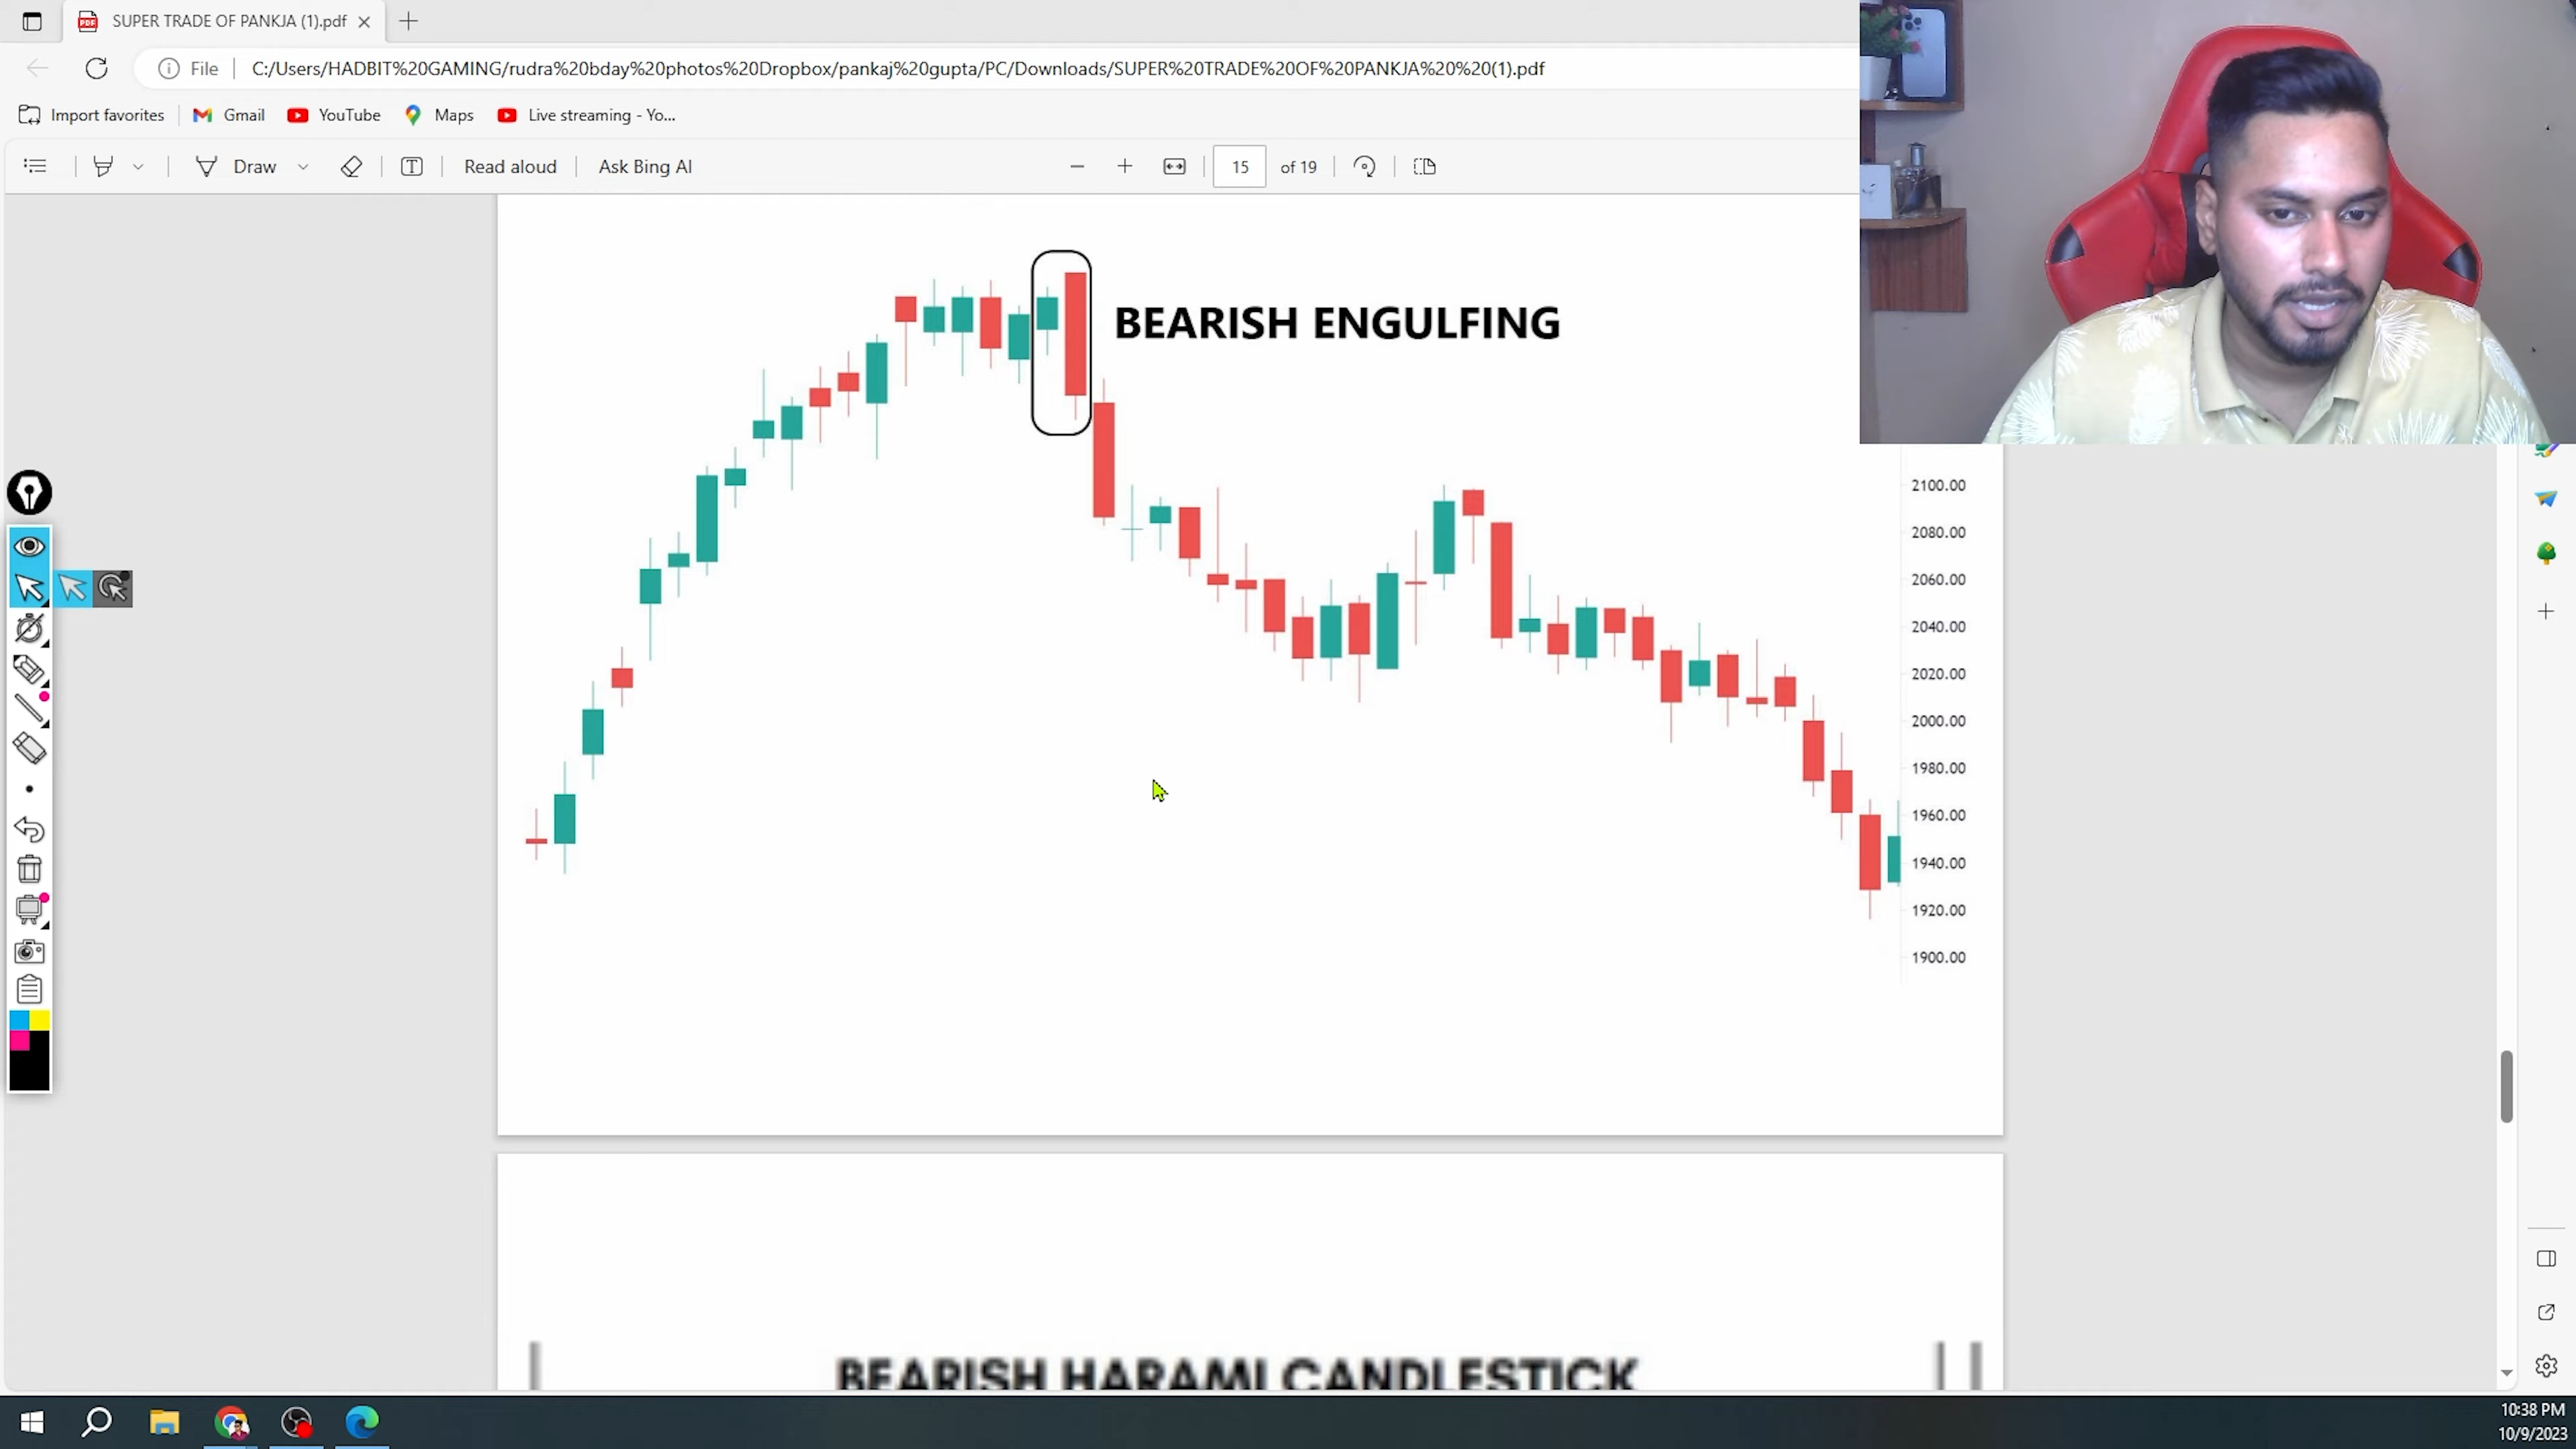 SUPER TRADE OF PANKJA (1).pdf
File
C:/Users/HADBIT%20GAMING/rudra%20bday%20photos%20Dropbox/pankaj%20gupta/PC/Downloads/SUPER%20TRADE%20OF%20PANKJA%20%20(1).pdf
Import favorites
Gmail
YouTube
Maps
Live streaming - Yo...
Draw
Read aloud
Ask Bing AI
15
of 19
BEARISH ENGULFING
2100.00
2080.00
2060.00
2040.00
2020.00
2000.00
1980.00
1960.00
1940.00
1920.00
1900.00
BEARISH HARAMI CANDLESTICK
10:38 PM
10/9/2023